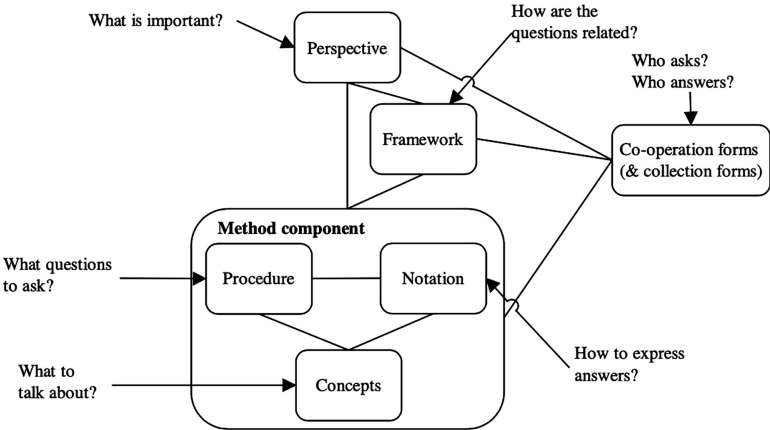 What is important?
Perspective
How are the
questions related?
Who asks?
Who answers?
Framework
Co-operation forms
(& collection forms)
Method component
What questions
to ask?
Procedure
Notation
How to express
answers?
What to
talk about?
Concepts